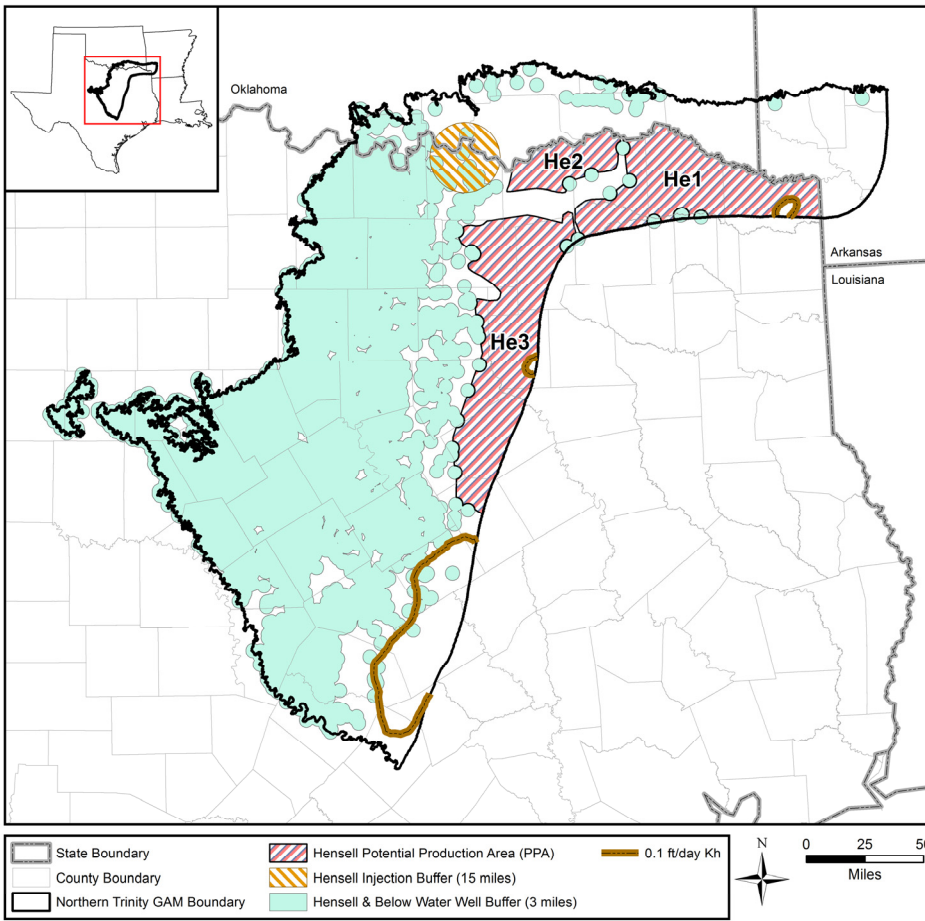 Oklahoma
He2
He1
Arkansas
Louisiana
He3
State Boundary
County Boundary
Northern Trinity GAM Boundary
Hensell Potential Production Area (PPA)
Hensell Injection Buffer (15 miles)
Hensell & Below Water Well Buffer (3 miles)
0.1 ft/day Kh
N
0 25 50
Miles